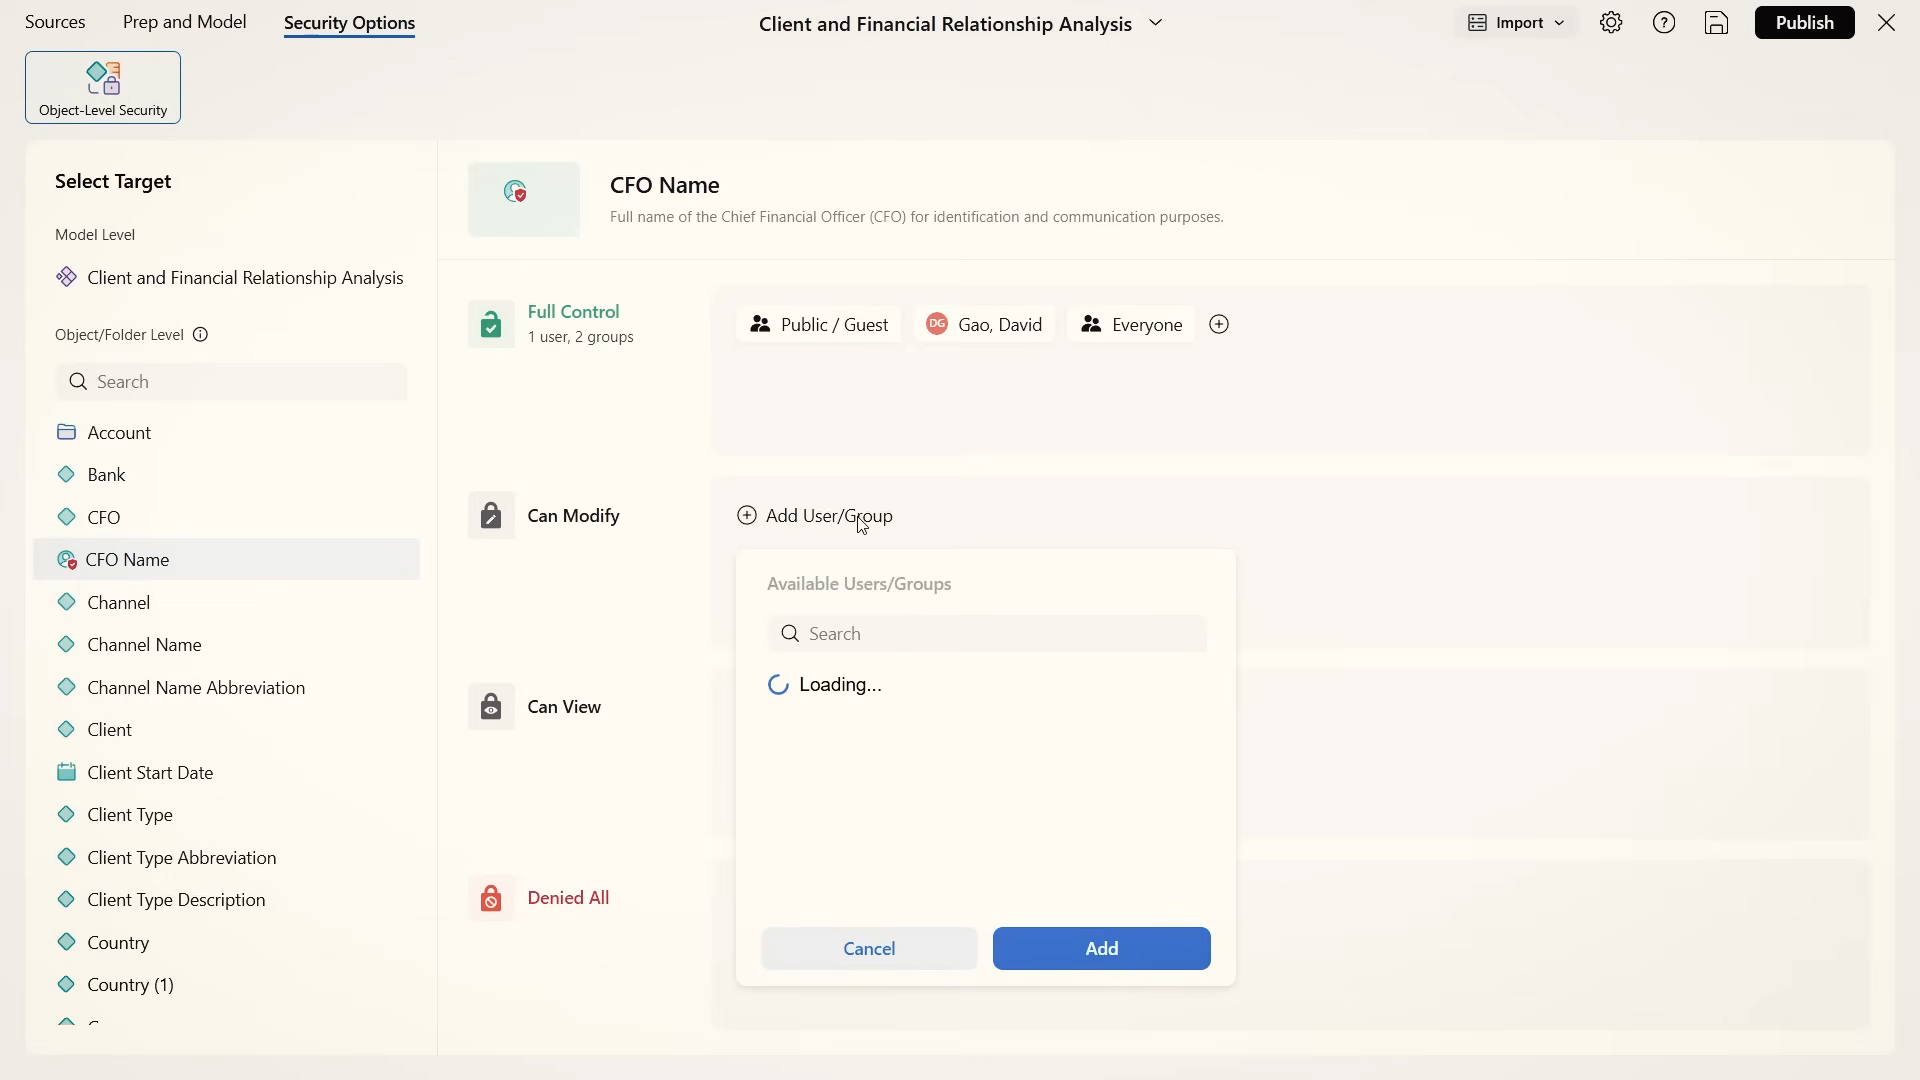 Sources
Prep and Model
Security Options
Client and Financial Relationship Analysis
Import
Publish
Object-Level Security
Select Target
Model Level
Client and Financial Relationship Analysis
Object/Folder Level
Search
Account
Bank
CFO
CFO Name
Channel
Channel Name
Channel Name Abbreviation
Client
Client Start Date
Client Type
Client Type Abbreviation
Client Type Description
Country
Country (1)
CFO Name
Full name of the Chief Financial Officer (CFO) for identification and communication purposes.
Full Control
1 user, 2 groups
Public / Guest
DG
Gao, David
Everyone
Can Modify
Add User/Group
Available Users/Groups
Search
Loading...
Cancel
Add
Can View
Denied All